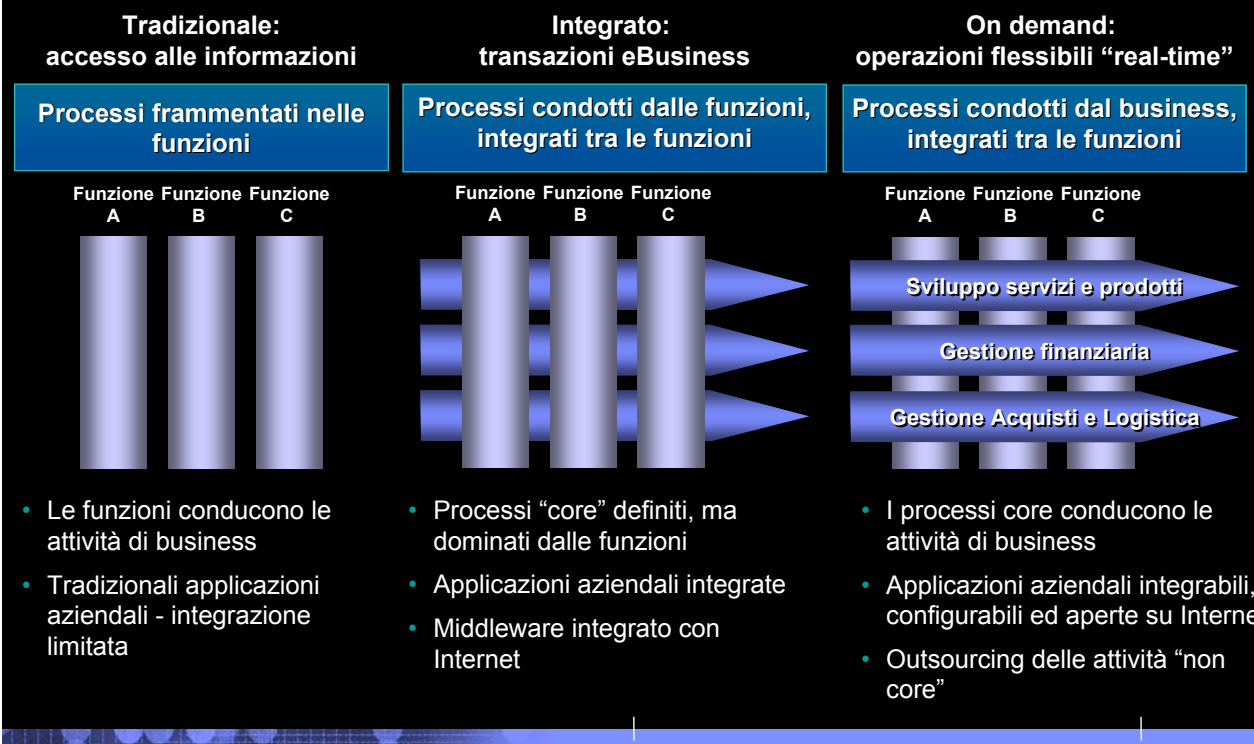 Tradizionale:
accesso alle informazioni
Processi frammentati nelle
funzioni
Funzione Funzione Funzione
A B C
• Le funzioni conducono le
attività di business
• Tradizionali applicazioni
aziendali - integrazione
limitata
Integrato:
transazioni eBusiness
Processi condotti dalle funzioni,
integrati tra le funzioni
Funzione Funzione Funzione
A B C
• Processi “core” definiti, ma
dominati dalle funzioni
• Applicazioni aziendali integrate
• Middleware integrato con
Internet
On demand:
operazioni flessibili “real-time”
Processi condotti dal business,
integrati tra le funzioni
Funzione Funzione Funzione
A B C
Sviluppo servizi e prodotti
Gestione finanziaria
Gestione Acquisti e Logistica
• I processi core conducono le
attività di business
• Applicazioni aziendali integrabili,
configurabili ed aperte su Interne
• Outsourcing delle attività “non
core”